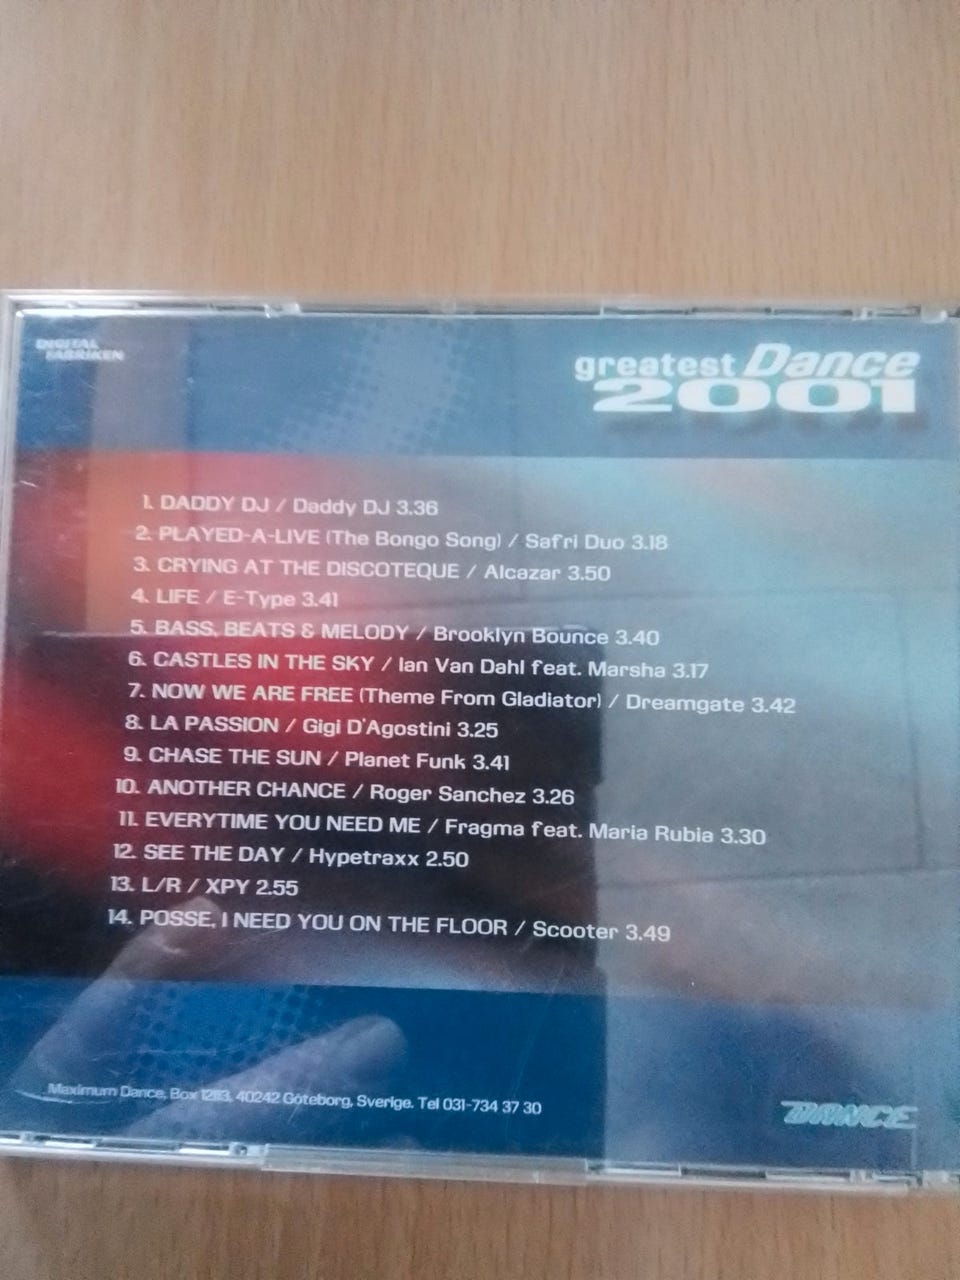 DIGITAL
FABRIKEN
greatest Dance
2001
1. DADDY DJ / Daddy DJ 3.36
2. PLAYED-A-LIVE (The Bongo Song) / Safri Duo 3.18
3. CRYING AT THE DISCOTEQUE / Alcazar 3.50
4. LIFE / E-Type 3.41
5. BASS, BEATS & MELODY / Brooklyn Bounce 3.40
6. CASTLES IN THE SKY / Ian Van Dahl feat. Marsha 3.17
7. NOW WE ARE FREE (Theme From Gladiator) / Dreamgate 3.42
8. LA PASSION / Gigi D'Agostini 3.25
9. CHASE THE SUN / Planet Funk 3.41
10. ANOTHER CHANCE / Roger Sanchez 3.26
11. EVERYTIME YOU NEED ME / Fragma feat. Maria Rubia 3.30
12. SEE THE DAY / Hypetraxx 2.50
13. L/R / XPY 2.55
14. POSSE, I NEED YOU ON THE FLOOR / Scooter 3.49
Maximum Dance, Box 12113, 40242 Göteborg, Sverige. Tel 031-734 37 30
DANCE